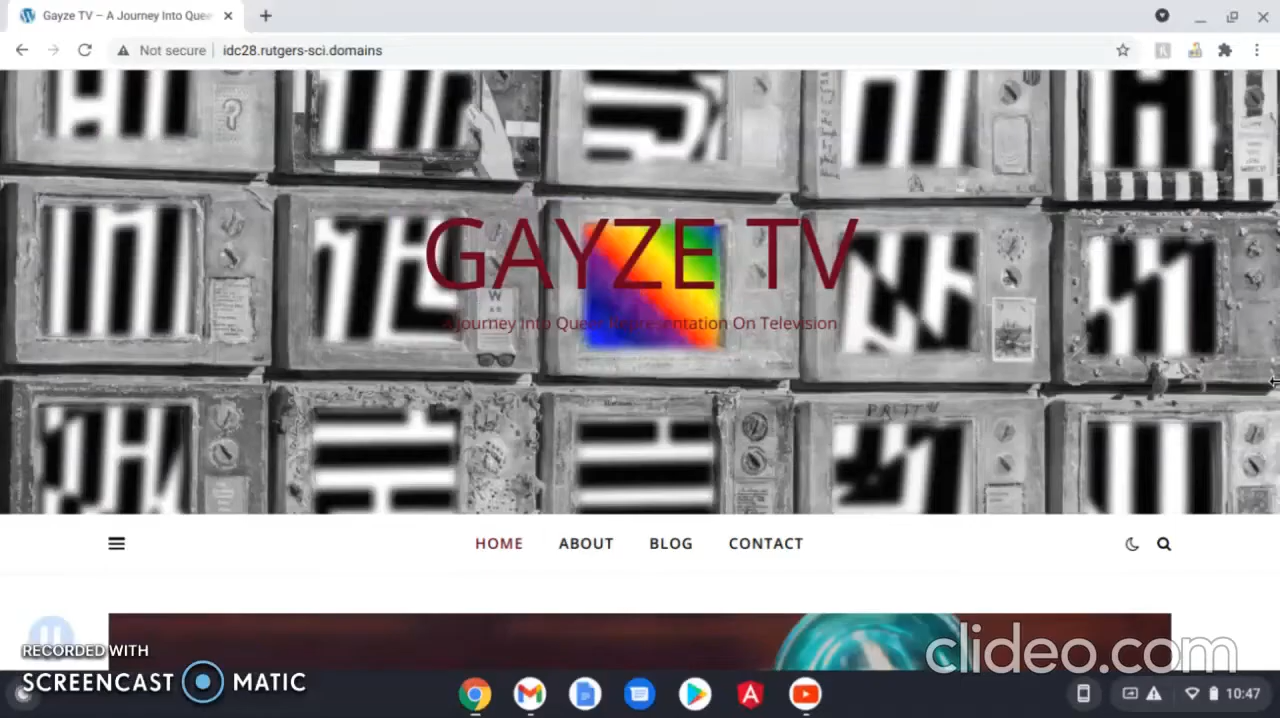 Gayze TV – A Journey Into Quee
Not secure
idc28.rutgers-sci.domains
GAYZE TV
A Journey Into Queer Representation On Television
HOME
ABOUT
BLOG
CONTACT
RECORDED WITH
SCREENCAST MATIC
clideo.com
10:47